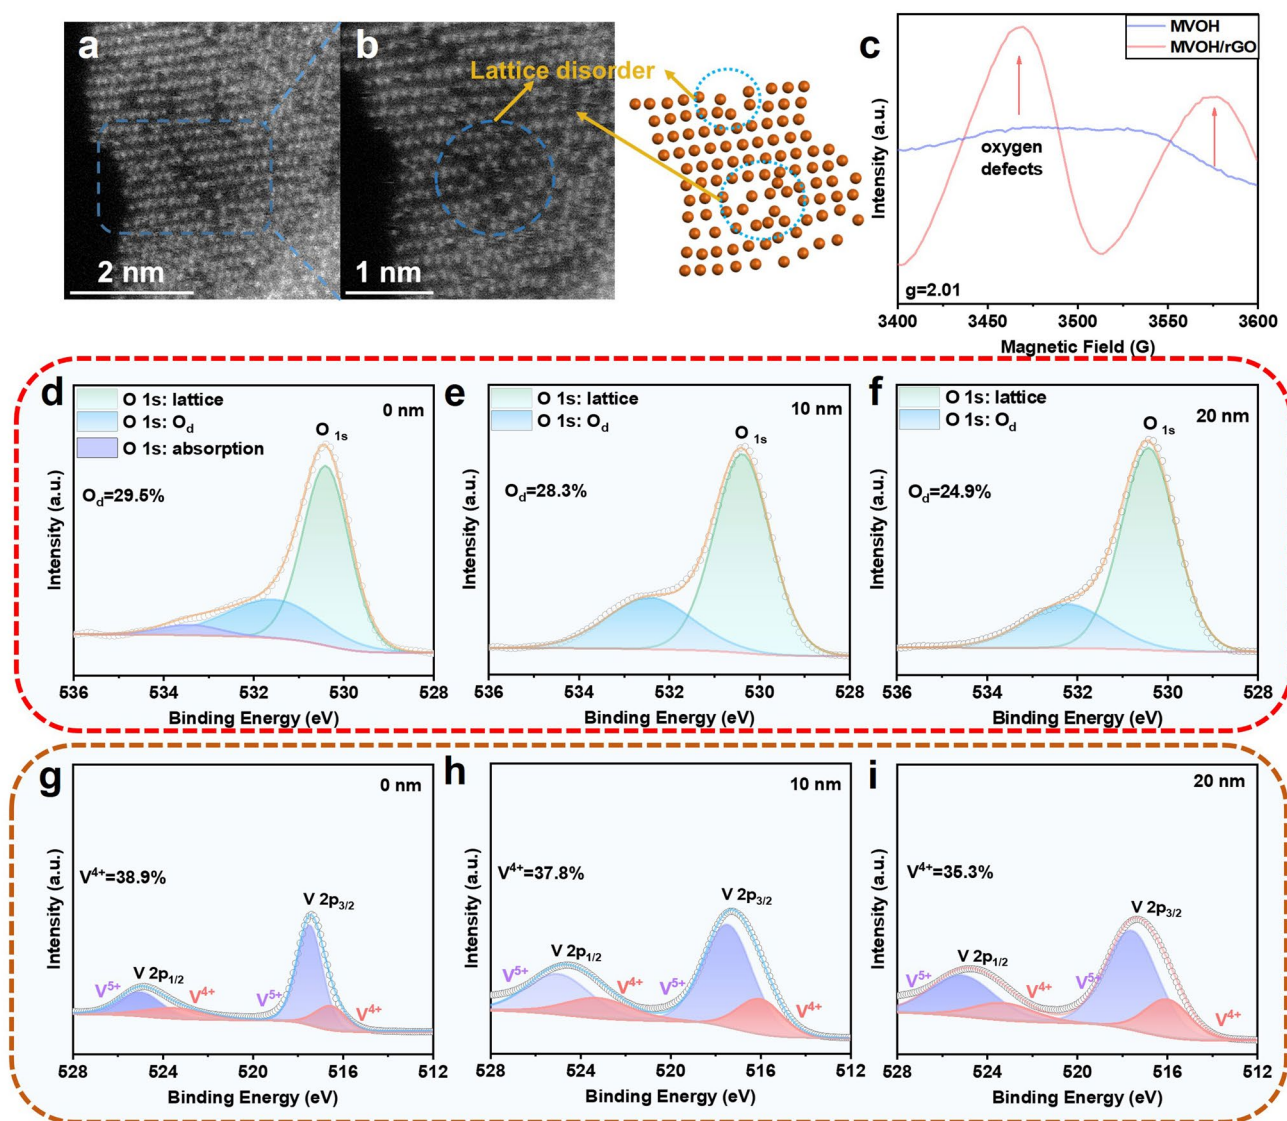 a
2 nm
b
Lattice disorder
1 nm
c
MVOH
MVOH/rGO
oxygen
defects
g=2.01
Intensity (a.u.)
3400 3450 3500 3550 3600
Magnetic Field (G)
d
O 1s: lattice
O 1s: Od
O 1s: absorption
0 nm
O 1s
Od=29.5%
Intensity (a.u.)
536 534 532 530 528
Binding Energy (eV)
e
O 1s: lattice
O 1s: Od
10 nm
O 1s
Od=28.3%
Intensity (a.u.)
536 534 532 530 528
Binding Energy (eV)
f
O 1s: lattice
O 1s: Od
20 nm
O 1s
Od=24.9%
Intensity (a.u.)
536 534 532 530 528
Binding Energy (eV)
g
0 nm
V4+=38.9%
V 2p3/2
V 2p1/2
V5+
V4+
V5+
V4+
Intensity (a.u.)
528 524 520 516 512
Binding Energy (eV)
h
10 nm
V4+=37.8%
V 2p3/2
V 2p1/2
V5+
V4+
V5+
V4+
Intensity (a.u.)
528 524 520 516 512
Binding Energy (eV)
i
20 nm
V4+=35.3%
V 2p3/2
V 2p1/2
V5+
V4+
V5+
V4+
Intensity (a.u.)
528 524 520 516 512
Binding Energy (eV)